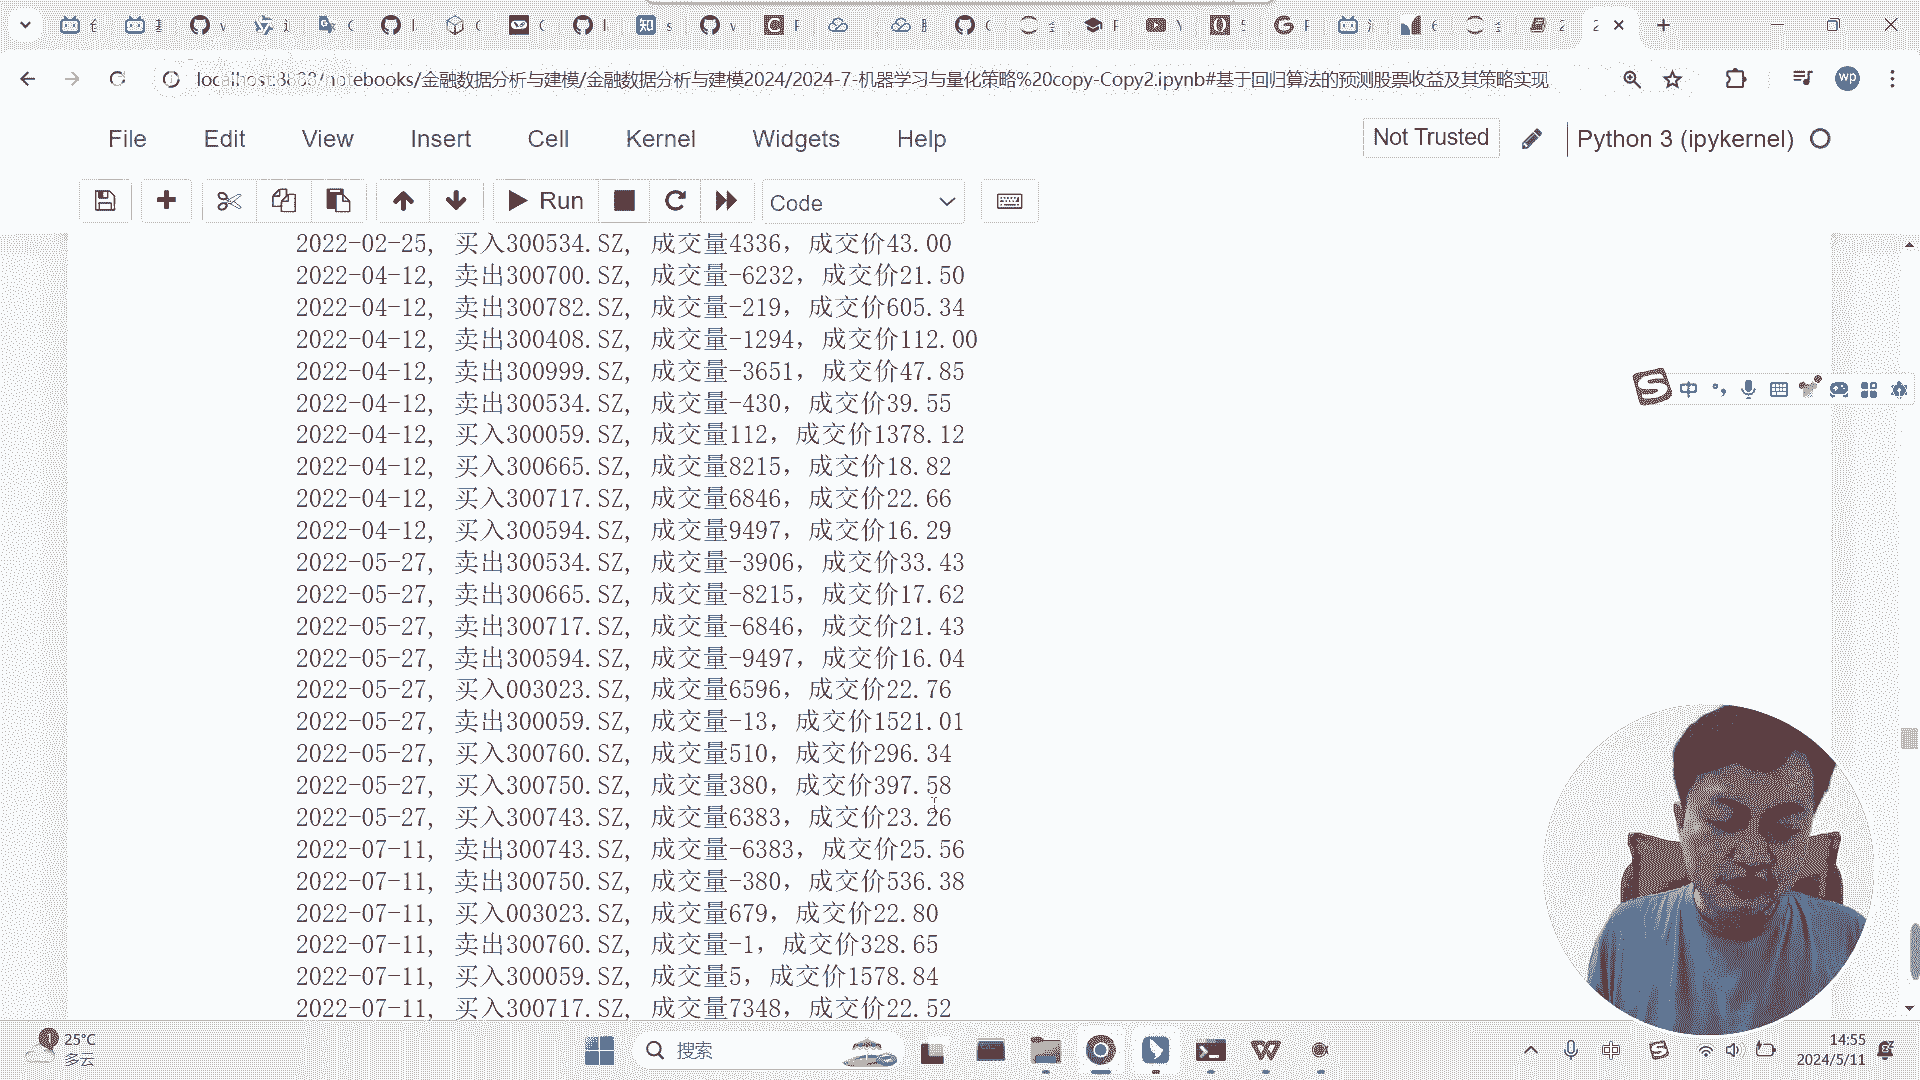 localhost:8888/notebooks/金融数据分析与建模/金融数据分析与建模2024/2024-7-机器学习与量化策略%20copy-Copy2.ipynb#基于回归算法的预测股票收益及其策略实现
wp
File Edit View Insert Cell Kernel Widgets Help
Not Trusted
Python 3 (ipykernel)
Run
Code
2022-02-25, 买入300534.SZ, 成交量4336, 成交价43.00
2022-04-12, 卖出300700.SZ, 成交量-6232, 成交价21.50
2022-04-12, 卖出300782.SZ, 成交量-219, 成交价605.34
2022-04-12, 卖出300408.SZ, 成交量-1294, 成交价112.00
2022-04-12, 卖出300999.SZ, 成交量-3651, 成交价47.85
2022-04-12, 卖出300534.SZ, 成交量-430, 成交价39.55
2022-04-12, 买入300059.SZ, 成交量112, 成交价1378.12
2022-04-12, 买入300665.SZ, 成交量8215, 成交价18.82
2022-04-12, 买入300717.SZ, 成交量6846, 成交价22.66
2022-04-12, 买入300594.SZ, 成交量9497, 成交价16.29
2022-05-27, 卖出300534.SZ, 成交量-3906, 成交价33.43
2022-05-27, 卖出300665.SZ, 成交量-8215, 成交价17.62
2022-05-27, 卖出300717.SZ, 成交量-6846, 成交价21.43
2022-05-27, 卖出300594.SZ, 成交量-9497, 成交价16.04
2022-05-27, 买入003023.SZ, 成交量6596, 成交价22.76
2022-05-27, 卖出300059.SZ, 成交量-13, 成交价1521.01
2022-05-27, 买入300760.SZ, 成交量510, 成交价296.34
2022-05-27, 买入300750.SZ, 成交量380, 成交价397.58
2022-05-27, 买入300743.SZ, 成交量6383, 成交价23.26
2022-07-11, 卖出300743.SZ, 成交量-6383, 成交价25.56
2022-07-11, 卖出300750.SZ, 成交量-380, 成交价536.38
2022-07-11, 买入003023.SZ, 成交量679, 成交价22.80
2022-07-11, 卖出300760.SZ, 成交量-1, 成交价328.65
2022-07-11, 买入300059.SZ, 成交量5, 成交价1578.84
2022-07-11, 买入300717.SZ, 成交量7348, 成交价22.52
中
25°C
多云
搜索
中
14:55
2024/5/11